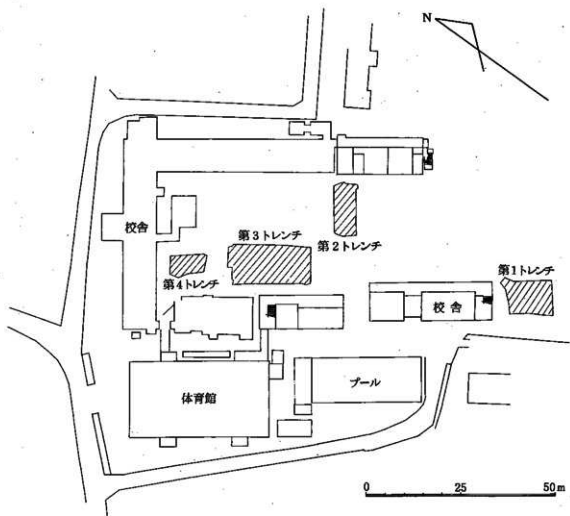 N
校舎
第3トレンチ
第2トレンチ
第4トレンチ
第1トレンチ
校舎
体育館
プール
0 25 50m